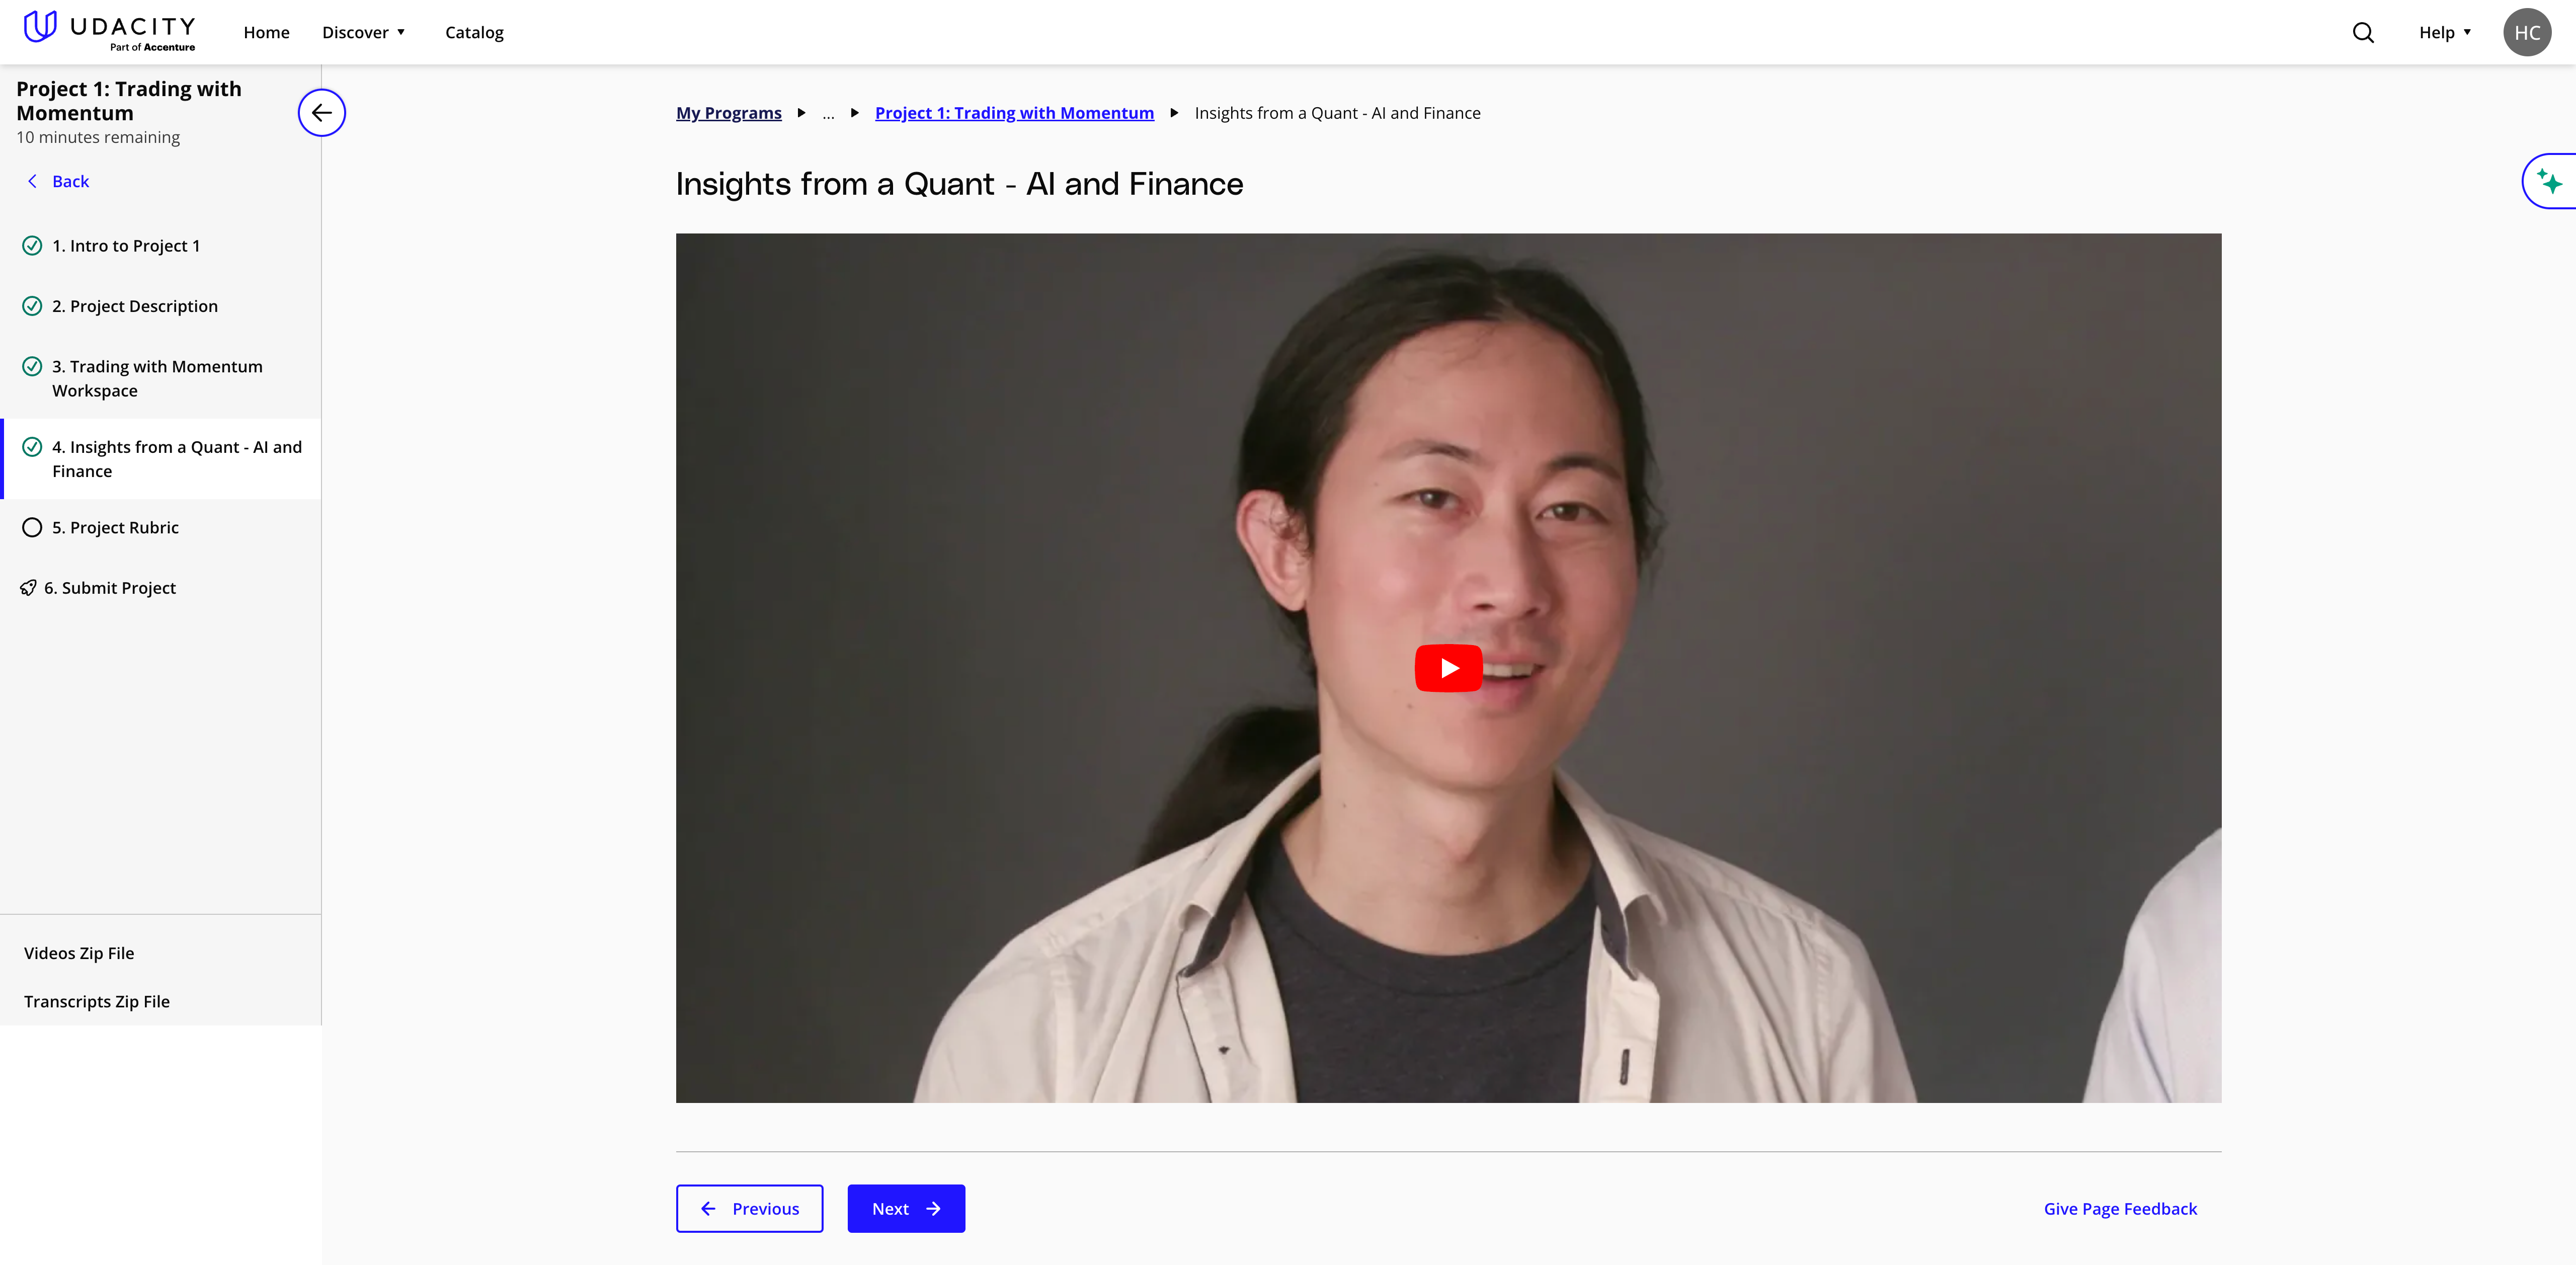 UDACITY
Part of Accenture
Home
Discover
Catalog
Help
HC
Project 1: Trading with
Momentum
10 minutes remaining
Back
1. Intro to Project 1
2. Project Description
3. Trading with Momentum
Workspace
4. Insights from a Quant - AI and
Finance
5. Project Rubric
6. Submit Project
Videos Zip File
Transcripts Zip File
My Programs ... Project 1: Trading with Momentum Insights from a Quant - AI and Finance
Insights from a Quant - AI and Finance
Previous
Next
Give Page Feedback